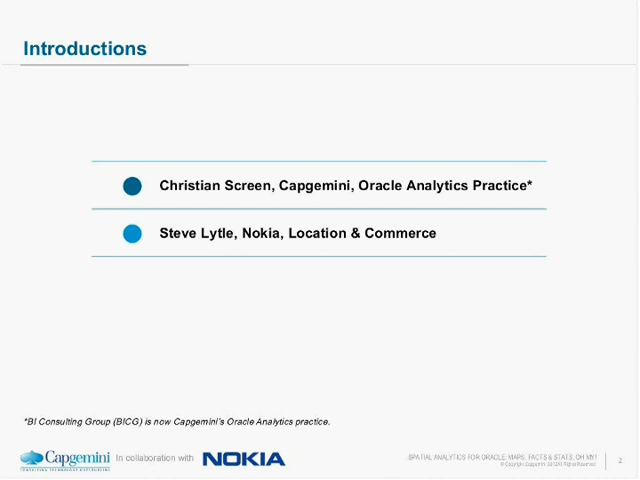 Introductions
Christian Screen, Capgemini, Oracle Analytics Practice*
Steve Lytle, Nokia, Location & Commerce
*BI Consulting Group (BICG) is now Capgemini's Oracle Analytics practice.
Capgemini
CONSULTING.TECHNOLOGY.OUTSOURCING
In collaboration with
NOKIA
SPATIAL ANALYTICS FOR ORACLE: MAPS, FACTS & STATS, OH MY!
© Copyright Capgemini All Rights Reserved
2